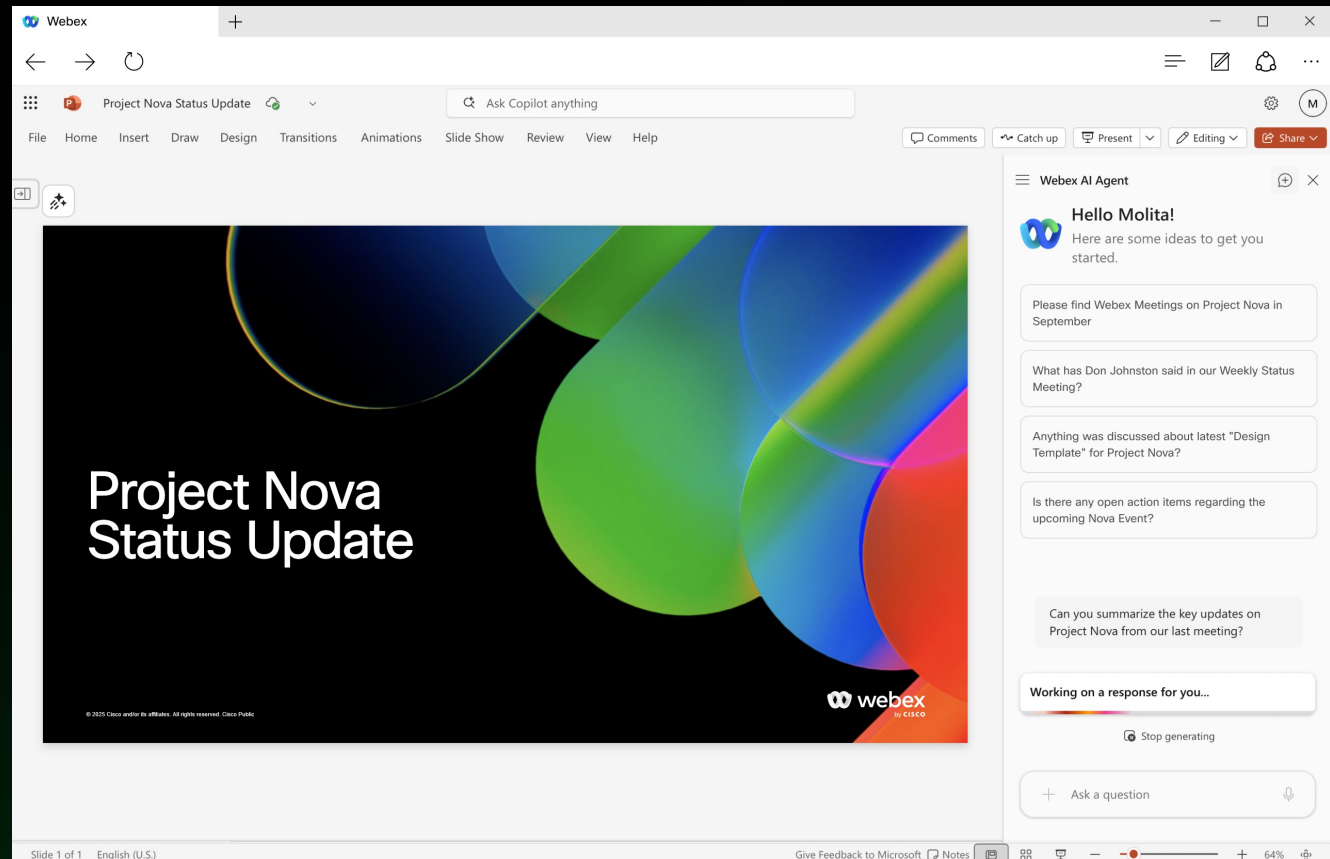 Webex
Project Nova Status Update
Ask Copilot anything
M
File Home Insert Draw Design Transitions Animations Slide Show Review View Help
Comments Catch up Present Editing Share
Project Nova
Status Update
© 2025 Cisco and/or its affiliates. All rights reserved. Cisco Public
webex
by CISCO
Webex AI Agent
Hello Molita!
Here are some ideas to get you
started.
Please find Webex Meetings on Project Nova in
September
What has Don Johnston said in our Weekly Status
Meeting?
Anything was discussed about latest "Design
Template" for Project Nova?
Is there any open action items regarding the
upcoming Nova Event?
Can you summarize the key updates on
Project Nova from our last meeting?
Working on a response for you...
Stop generating
Ask a question
Slide 1 of 1 English (U.S.)
Give Feedback to Microsoft Notes 64%